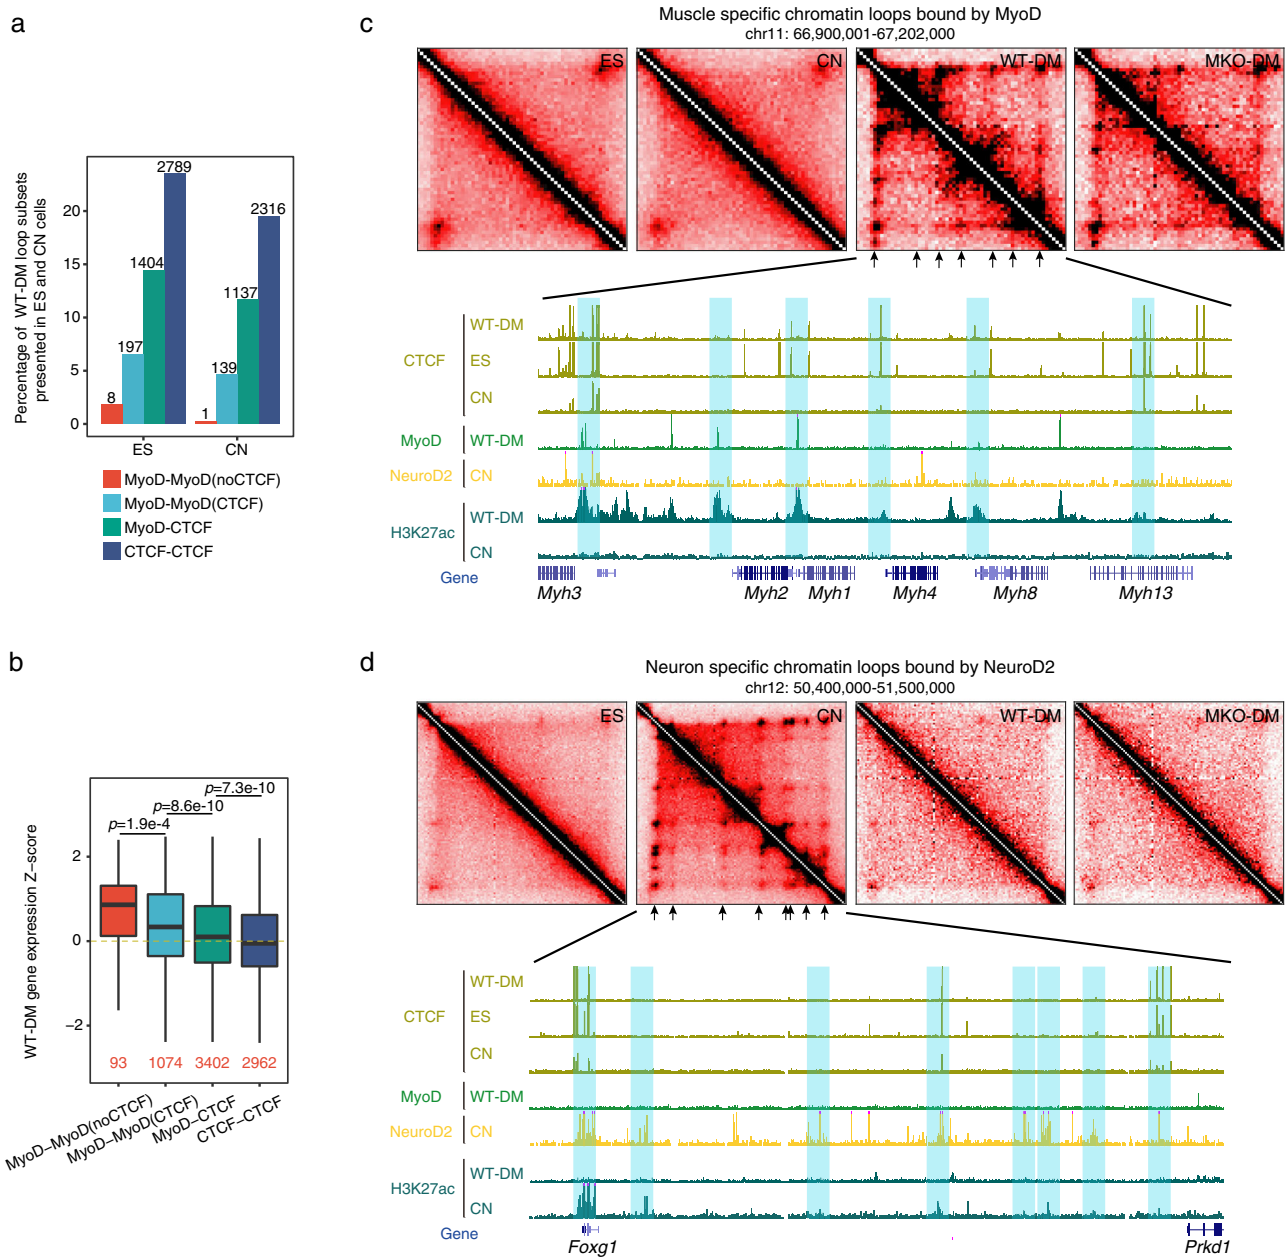 a
Percentage of WT-DM loop subsets
presented in ES and CN cells
20
15
10
5
0
8
197
1404
2789
1
139
1137
2316
ES
CN
MyoD-MyoD(noCTCF)
MyoD-MyoD(CTCF)
MyoD-CTCF
CTCF-CTCF
b
WT-DM gene expression Z-score
2
0
−2
p=1.9e-4
p=8.6e-10
p=7.3e-10
93
1074
3402
2962
MyoD-MyoD(noCTCF)
MyoD-MyoD(CTCF)
MyoD-CTCF
CTCF-CTCF
c
Muscle specific chromatin loops bound by MyoD
chr11: 66,900,001-67,202,000
ES
CN
WT-DM
MKO-DM
CTCF
WT-DM
ES
CN
MyoD
WT-DM
NeuroD2
CN
H3K27ac
WT-DM
CN
Gene
Myh3
Myh2
Myh1
Myh4
Myh8
Myh13
d
Neuron specific chromatin loops bound by NeuroD2
chr12: 50,400,000-51,500,000
ES
CN
WT-DM
MKO-DM
CTCF
WT-DM
ES
CN
MyoD
WT-DM
NeuroD2
CN
H3K27ac
WT-DM
CN
Gene
Foxg1
Prkd1